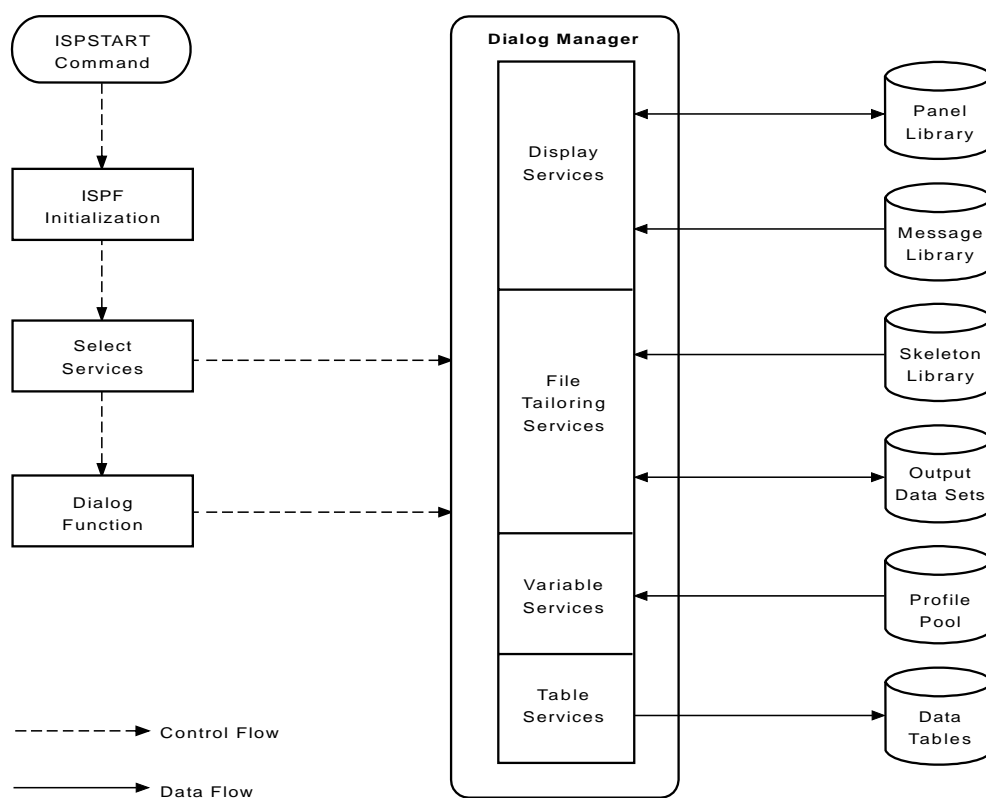 ISPSTART
Command
ISPF
Initialization
Select
Services
Dialog
Function
Control Flow
Data Flow
Dialog Manager
Display
Services
File
Tailoring
Services
Variable
Services
Table
Services
Panel
Library
Message
Library
Skeleton
Library
Output
Data Sets
Profile
Pool
Data
Tables